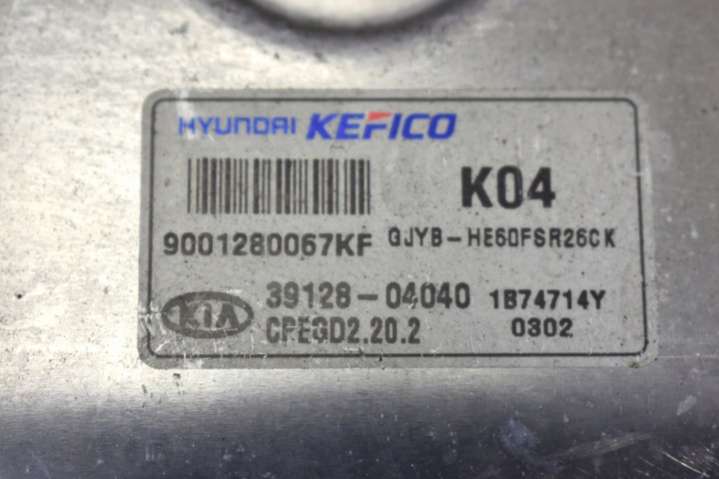 HYUNDAI KEFICO
K04
9001280067KF GJYB-HE60FSR26CK
KIA 39128-04040 1B74714Y
CPEGD2.20.2 0302